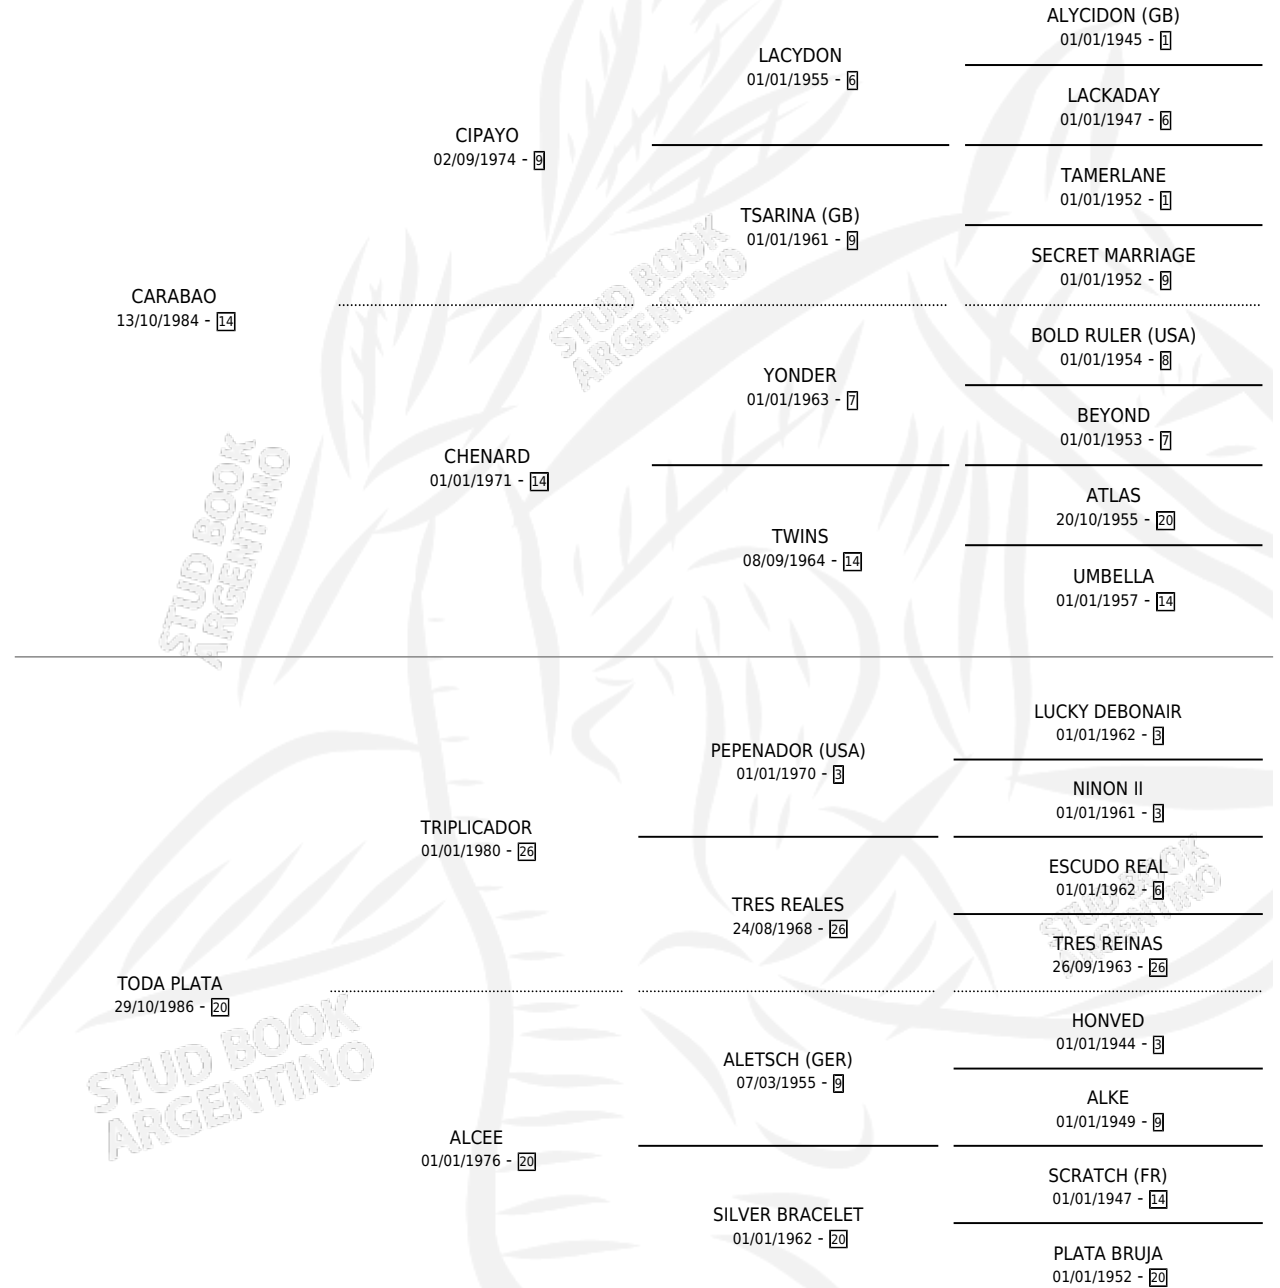 ALYCIDON (GB)
01/01/1945 - 1
LACYDON
01/01/1955 - 6
LACKADAY
01/01/1947 - 6
CIPAYO
02/09/1974 - 9
TAMERLANE
01/01/1952 - 1
TSARINA (GB)
01/01/1961 - 9
SECRET MARRIAGE
01/01/1952 - 9
CARABAO
13/10/1984 - 14
STUD BOOK
ARGENTINO
BOLD RULER (USA)
01/01/1954 - 8
YONDER
01/01/1963 - 7
BEYOND
01/01/1953 - 7
CHENARD
01/01/1971 - 14
ATLAS
20/10/1955 - 20
TWINS
08/09/1964 - 14
UMBELLA
01/01/1957 - 14
STUD BOOK
ARGENTINO
LUCKY DEBONAIR
01/01/1962 - 3
PEPENADOR (USA)
01/01/1970 - 3
NINON II
01/01/1961 - 3
TRIPLICADOR
01/01/1980 - 26
ESCUDO REAL
01/01/1962 - 6
TRES REALES
24/08/1968 - 26
TRES REINAS
26/09/1963 - 26
STUD BOOK
ARGENTINO
TODA PLATA
29/10/1986 - 20
HONVED
01/01/1944 - 3
ALETSCH (GER)
07/03/1955 - 9
ALKE
01/01/1949 - 9
STUD BOOK
ARGENTINO
ALCEE
01/01/1976 - 20
SCRATCH (FR)
01/01/1947 - 14
SILVER BRACELET
01/01/1962 - 20
PLATA BRUJA
01/01/1952 - 20